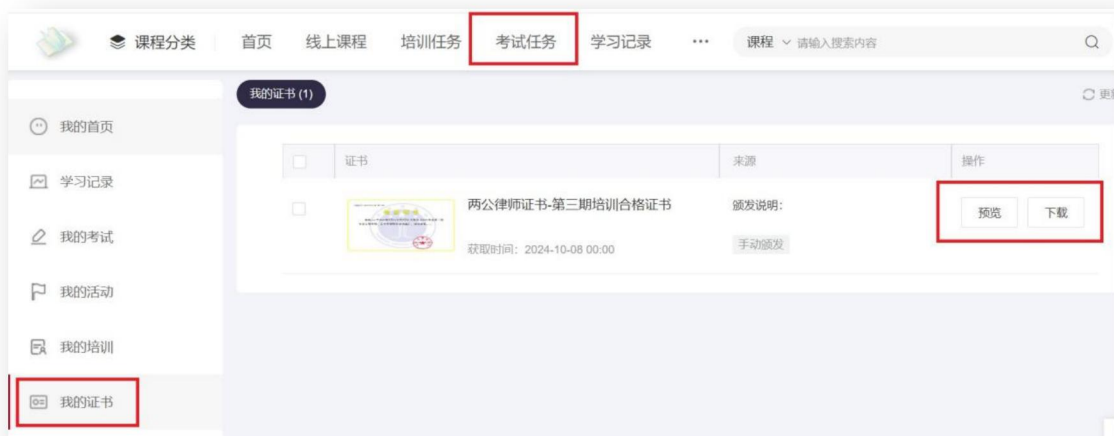 课程分类 首页 线上课程 培训任务 考试任务 学习记录 ··· 课程 请输入搜索内容
我的证书 (1)
我的首页
学习记录
我的考试
我的活动
我的培训
我的证书
证书 来源 操作
两公律师证书-第三期培训合格证书 颁发说明: 预览 下载
获取时间：2024-10-08 00:00 手动颁发